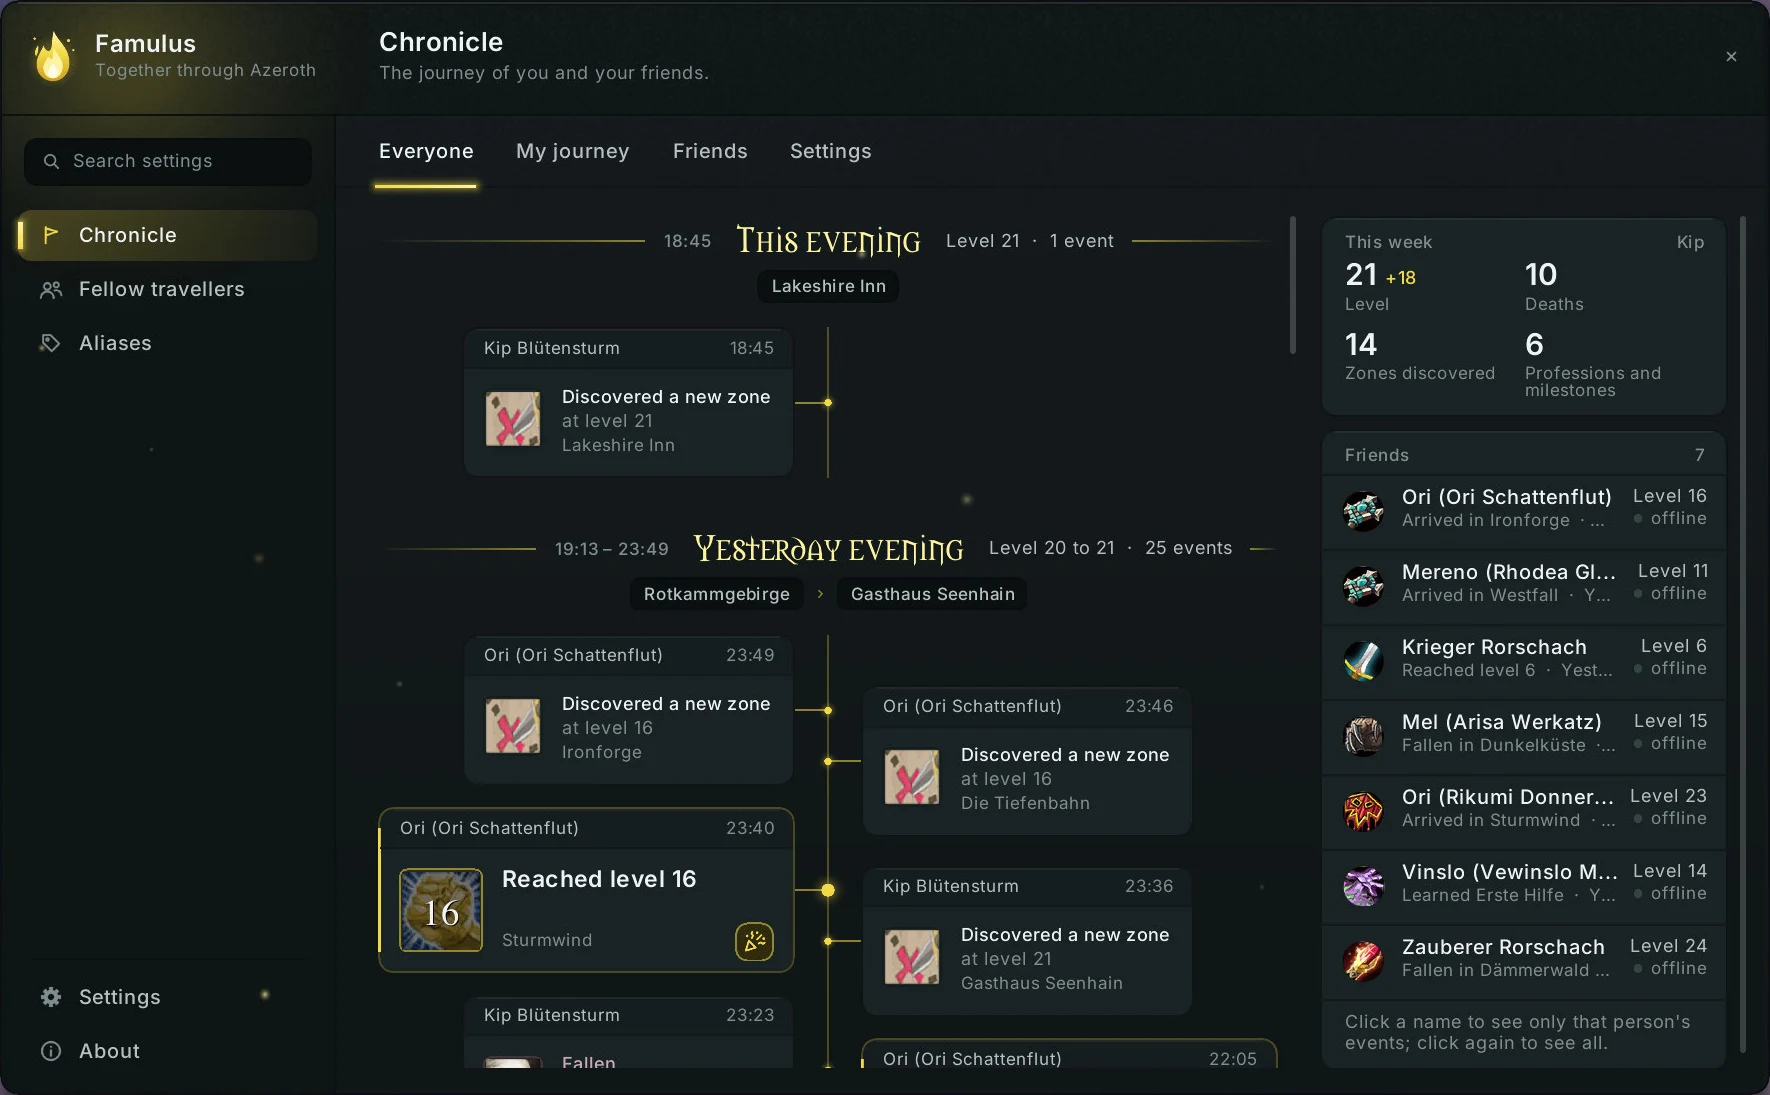 Famulus
Together through Azeroth
Chronicle
The journey of you and your friends.
Search settings
Chronicle
Fellow travellers
Aliases
Settings
About
Everyone My journey Friends Settings
18:45 This evening Level 21 · 1 event
Lakeshire Inn
Kip Blütensturm 18:45
Discovered a new zone
at level 21
Lakeshire Inn
19:13 – 23:49 Yesterday evening Level 20 to 21 · 25 events
Rotkammgebirge › Gasthaus Seenhain
Ori (Ori Schattenflut) 23:49
Discovered a new zone
at level 16
Ironforge
Ori (Ori Schattenflut) 23:46
Discovered a new zone
at level 16
Die Tiefenbahn
Ori (Ori Schattenflut) 23:40
16
Reached level 16
Sturmwind
Kip Blütensturm 23:36
Discovered a new zone
at level 21
Gasthaus Seenhain
Kip Blütensturm 23:23
Fallen
Ori (Ori Schattenflut) 22:05
This week Kip
21 +18
Level
10
Deaths
14
Zones discovered
6
Professions and
milestones
Friends 7
Ori (Ori Schattenflut) Level 16
Arrived in Ironforge · ... offline
Mereno (Rhodea Gl... Level 11
Arrived in Westfall · Y... offline
Krieger Rorschach Level 6
Reached level 6 · Yest... offline
Mel (Arisa Werkatz) Level 15
Fallen in Dunkelküste ·... offline
Ori (Rikumi Donner... Level 23
Arrived in Sturmwind · ... offline
Vinslo (Vewinslo M... Level 14
Learned Erste Hilfe · Y... offline
Zauberer Rorschach Level 24
Fallen in Dämmerwald ... offline
Click a name to see only that person's
events; click again to see all.